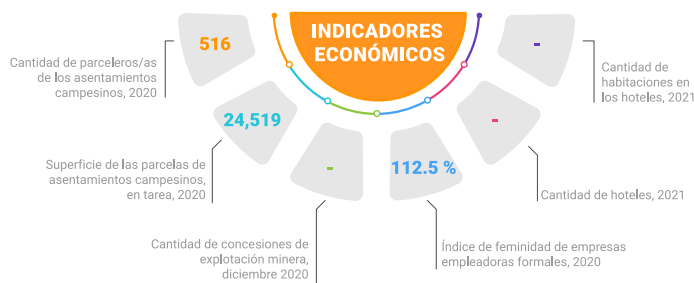 INDICADORES
ECONÓMICOS
516
Cantidad de parceleros/as
de los asentamientos
campesinos, 2020
24,519
Superficie de las parcelas de
asentamientos campesinos,
en tarea, 2020
-
Cantidad de concesiones de
explotación minera,
diciembre 2020
112.5 %
Índice de feminidad de empresas
empleadoras formales, 2020
-
Cantidad de hoteles, 2021
-
Cantidad de
habitaciones en
los hoteles, 2021